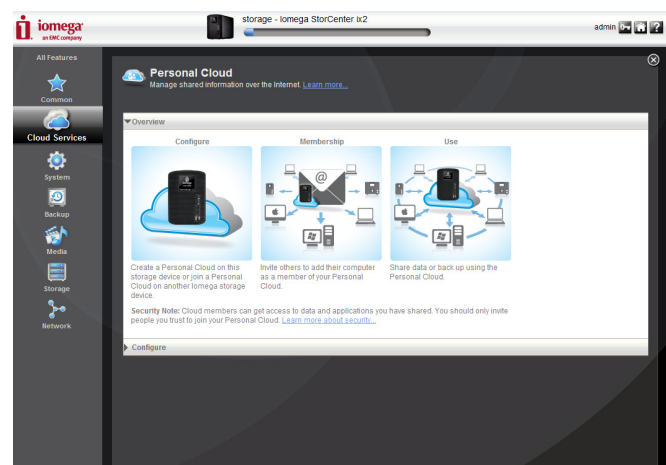 iomega
an EMC company
storage - Iomega StorCenter ix2
admin
?
All Features
Common
Cloud Services
System
Backup
Media
Storage
Network
Personal Cloud
Manage shared information over the Internet. Learn more...
Overview
Configure
Membership
Use
@
Create a Personal Cloud on this
storage device or join a Personal
Cloud on another Iomega storage
device.
Invite others to add their computer
as a member of your Personal
Cloud.
Share data or back up using the
Personal Cloud.
Security Note: Cloud members can get access to data and applications you have shared. You should only invite
people you trust to join your Personal Cloud. Learn more about security...
Configure